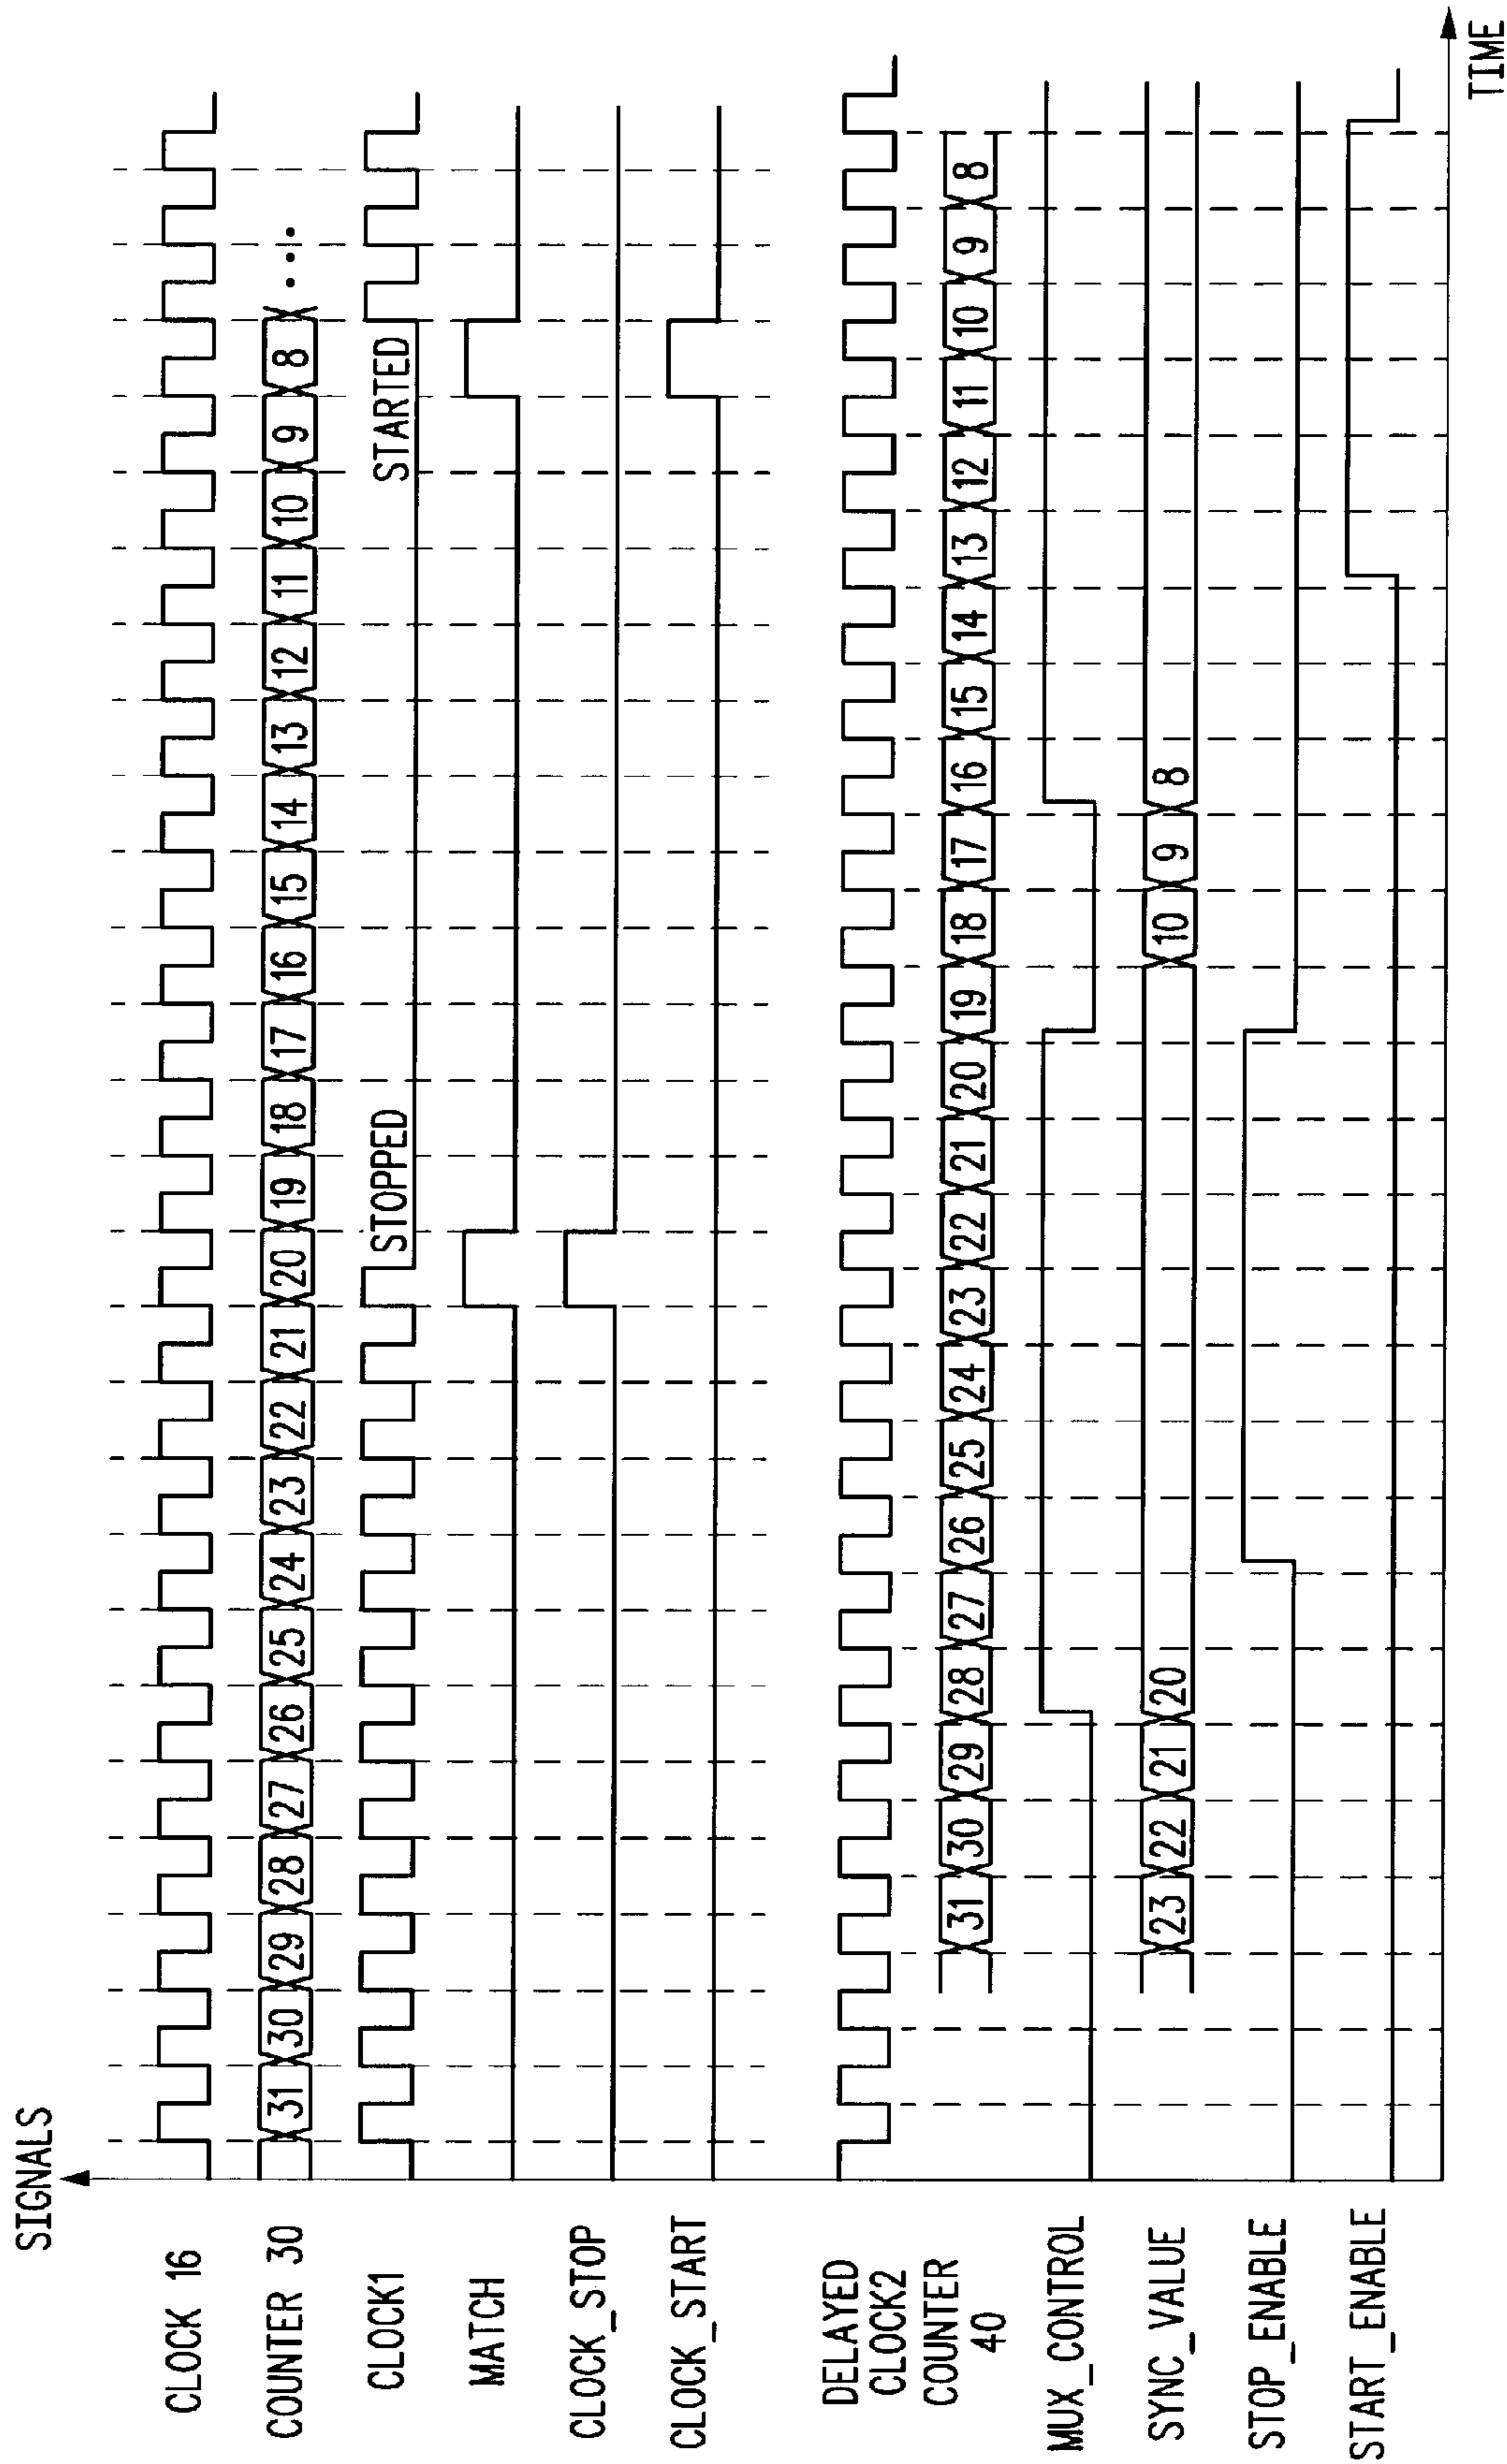 SIGNALS
CLOCK 16
COUNTER 30
31 30 29 28 27 26 25 24 23 22 21 20 19 18 17 16 15 14 13 12 11 10 9 8 ...
CLOCK1
STOPPED
STARTED
MATCH
CLOCK_STOP
CLOCK_START
DELAYED
CLOCK2
COUNTER
40
31 30 29 28 27 26 25 24 23 22 21 20 19 18 17 16 15 14 13 12 11 10 9 8
MUX_CONTROL
SYNC_VALUE
23 22 21 20 10 9 8
STOP_ENABLE
START_ENABLE
TIME